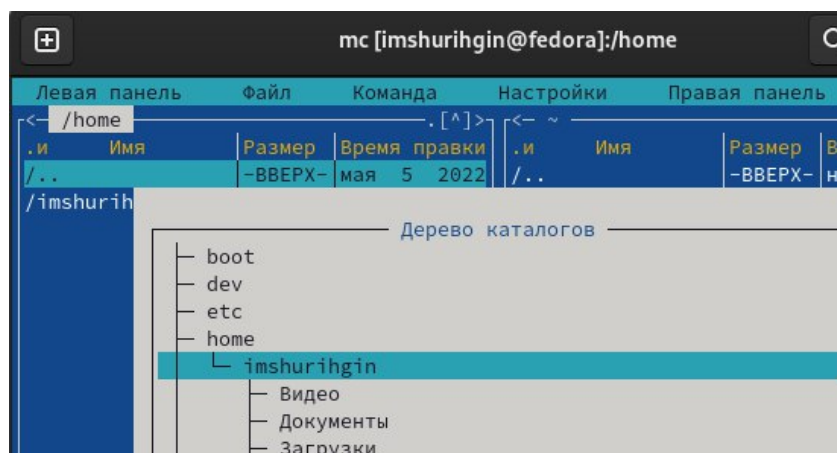 mc [imshurihgin@fedora]:/home
Левая панель Файл Команда Настройки Правая панель
<— /home .[^]> <— ~
.и Имя Размер Время правки .и Имя Размер В
/.. -ВВЕРХ- мая 5 2022 /.. -ВВЕРХ- н
/imshurih
Дерево каталогов
boot
dev
etc
home
imshurihgin
Видео
Документы
Загрузки